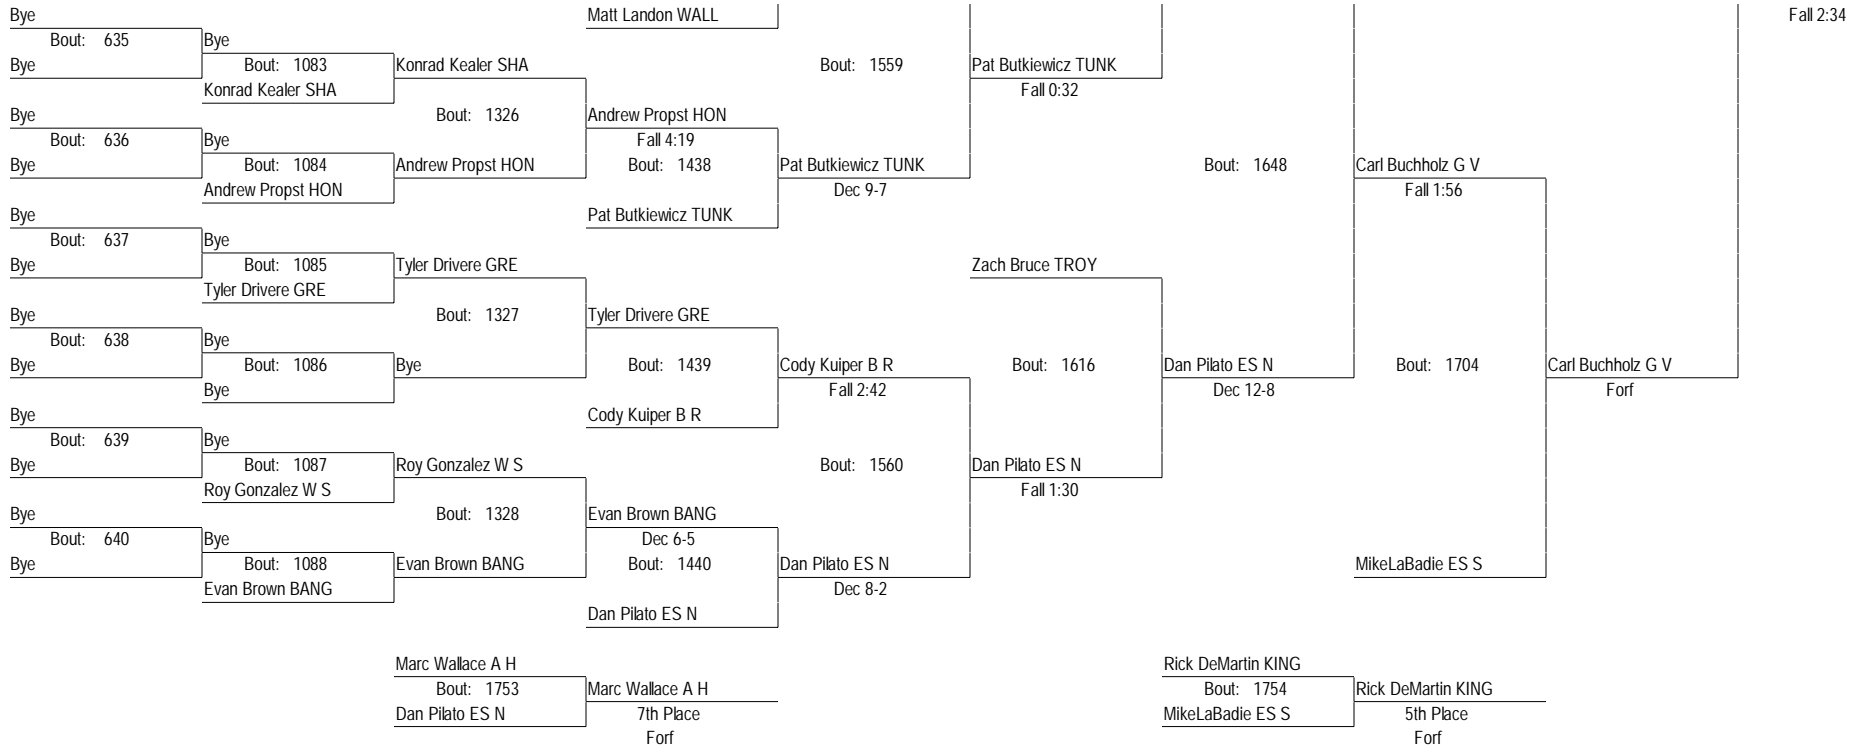 Bye
Matt Landon WALL
Fall 2:34
Bout: 635
Bye
Bye
Bout: 1083
Konrad Kealer SHA
Bout: 1559
Pat Butkiewicz TUNK
Konrad Kealer SHA
Fall 0:32
Bye
Bout: 1326
Andrew Propst HON
Bout: 636
Bye
Fall 4:19
Bye
Bout: 1084
Andrew Propst HON
Bout: 1438
Pat Butkiewicz TUNK
Bout: 1648
Carl Buchholz G V
Andrew Propst HON
Dec 9-7
Fall 1:56
Bye
Pat Butkiewicz TUNK
Bout: 637
Bye
Bye
Bout: 1085
Tyler Drivere GRE
Zach Bruce TROY
Tyler Drivere GRE
Bye
Bout: 1327
Tyler Drivere GRE
Bout: 638
Bye
Bye
Bout: 1086
Bye
Bout: 1439
Cody Kuiper B R
Bout: 1616
Dan Pilato ES N
Bout: 1704
Carl Buchholz G V
Bye
Fall 2:42
Dec 12-8
Forf
Bye
Cody Kuiper B R
Bout: 639
Bye
Bye
Bout: 1087
Roy Gonzalez W S
Bout: 1560
Dan Pilato ES N
Roy Gonzalez W S
Fall 1:30
Bye
Bout: 1328
Evan Brown BANG
Bout: 640
Bye
Dec 6-5
Bye
Bout: 1088
Evan Brown BANG
Bout: 1440
Dan Pilato ES N
MikeLaBadie ES S
Evan Brown BANG
Dec 8-2
Dan Pilato ES N
Marc Wallace A H
Rick DeMartin KING
Bout: 1753
Marc Wallace A H
Bout: 1754
Rick DeMartin KING
Dan Pilato ES N
7th Place
MikeLaBadie ES S
5th Place
Forf
Forf